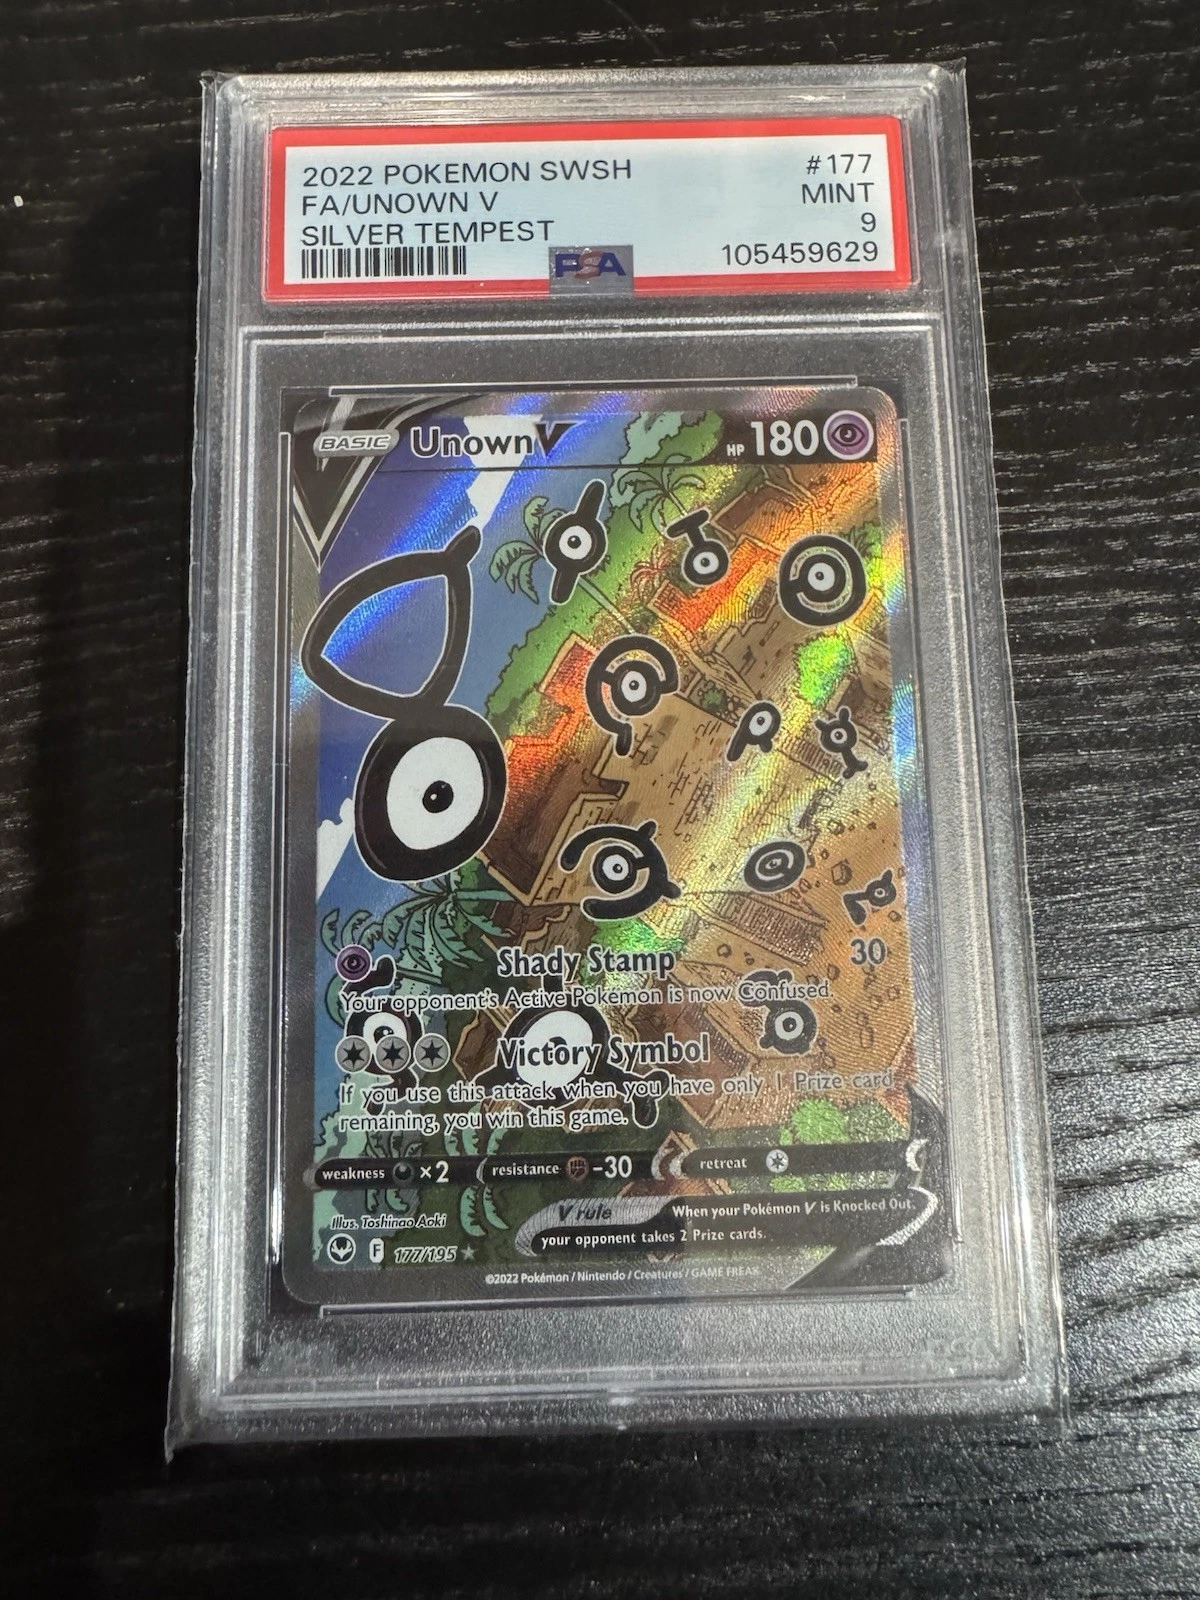 2022 POKEMON SWSH #177
FA/UNOWN V MINT
SILVER TEMPEST 9
PSA 105459629
BASIC Unown V HP 180
Shady Stamp 30
Your opponent's Active Pokémon is now Confused.
Victory Symbol
If you use this attack when you have only 1 Prize card
remaining, you win this game.
weakness ×2 resistance -30 retreat
V rule When your Pokémon V is Knocked Out,
your opponent takes 2 Prize cards.
Illus. Toshinao Aoki
F 177/195 ★
©2022 Pokémon / Nintendo / Creatures / GAME FREAK